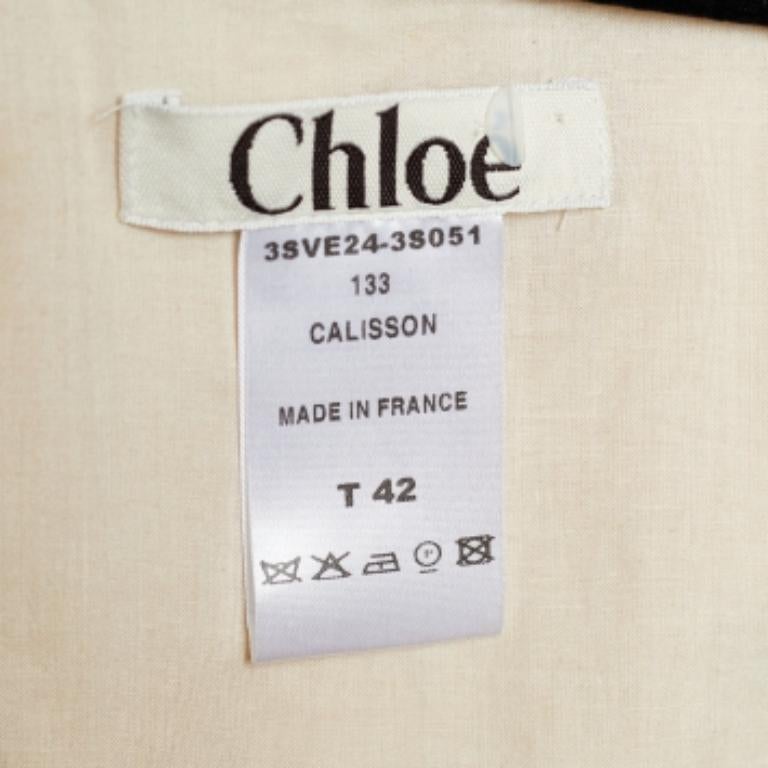 Chloe
3SVE24-3S051
133
CALISSON
MADE IN FRANCE
T 42
P